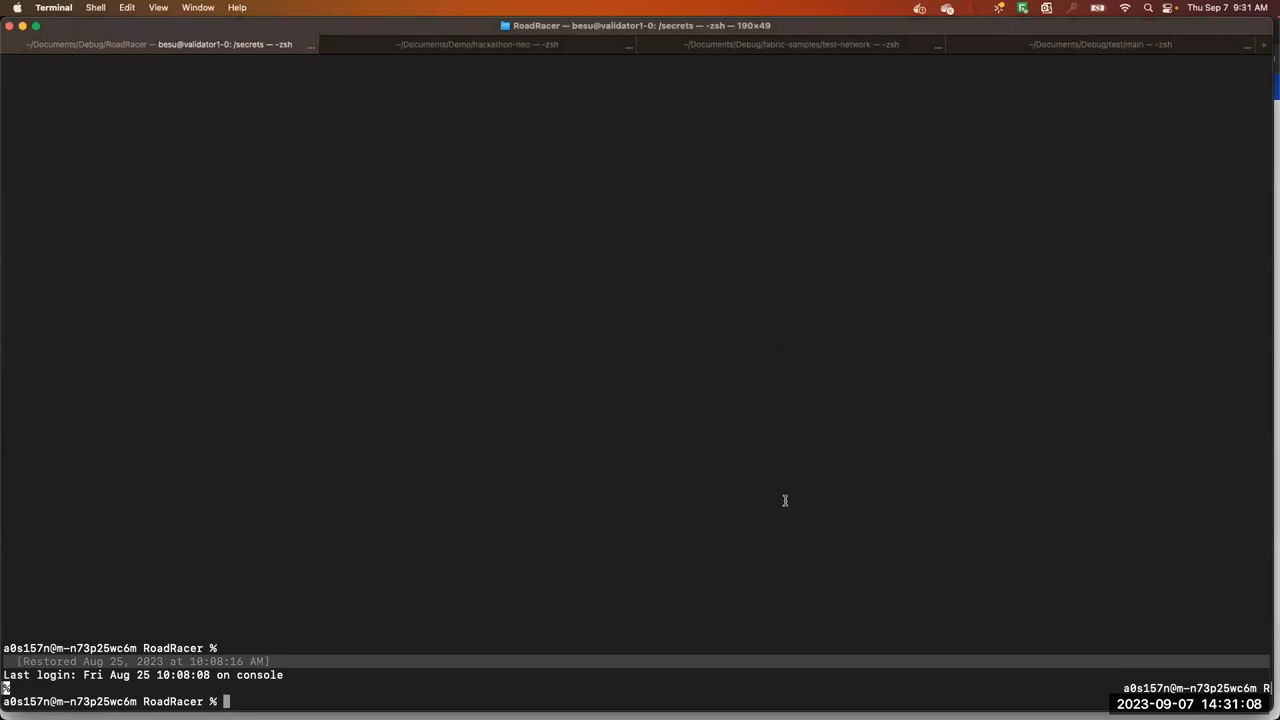 Terminal Shell Edit View Window Help Thu Sep 7 9:31 AM
RoadRacer — besu@validator1-0: /secrets — -zsh — 190×49
~/Documents/Debug/RoadRacer — besu@validator1-0: /secrets — -zsh ... ~/Documents/Demo/hackathon-neo — -zsh ... ~/Documents/Debug/fabric-samples/test-network — -zsh ... ~/Documents/Debug/test/main — -zsh ... +
a0s157n@m-n73p25wc6m RoadRacer %
[Restored Aug 25, 2023 at 10:08:16 AM]
Last login: Fri Aug 25 10:08:08 on console
% a0s157n@m-n73p25wc6m R
a0s157n@m-n73p25wc6m RoadRacer %
2023-09-07 14:31:08